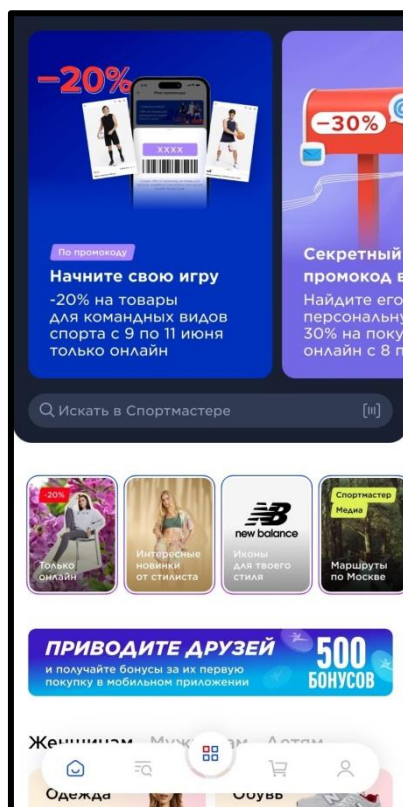 -20%
XXXX
По промокоду
Начните свою игру
-20% на товары
для командных видов
спорта с 9 по 11 июня
только онлайн
-30%
Секретный
промокод в
Найдите его
30% на
онлайн с 8
Искать в Спортмастере
-20%
Только
онлайн
Интересные
новинки
от стилиста
new balance
Иконы
для твоего
стиля
Спортмастер
Медиа
Маршруты
по Москве
ПРИВОДИТЕ ДРУЗЕЙ
и получайте бонусы за их первую
покупку в мобильном приложении
500
БОНУСОВ
Женщинам
Детям
Одежда
Обувь